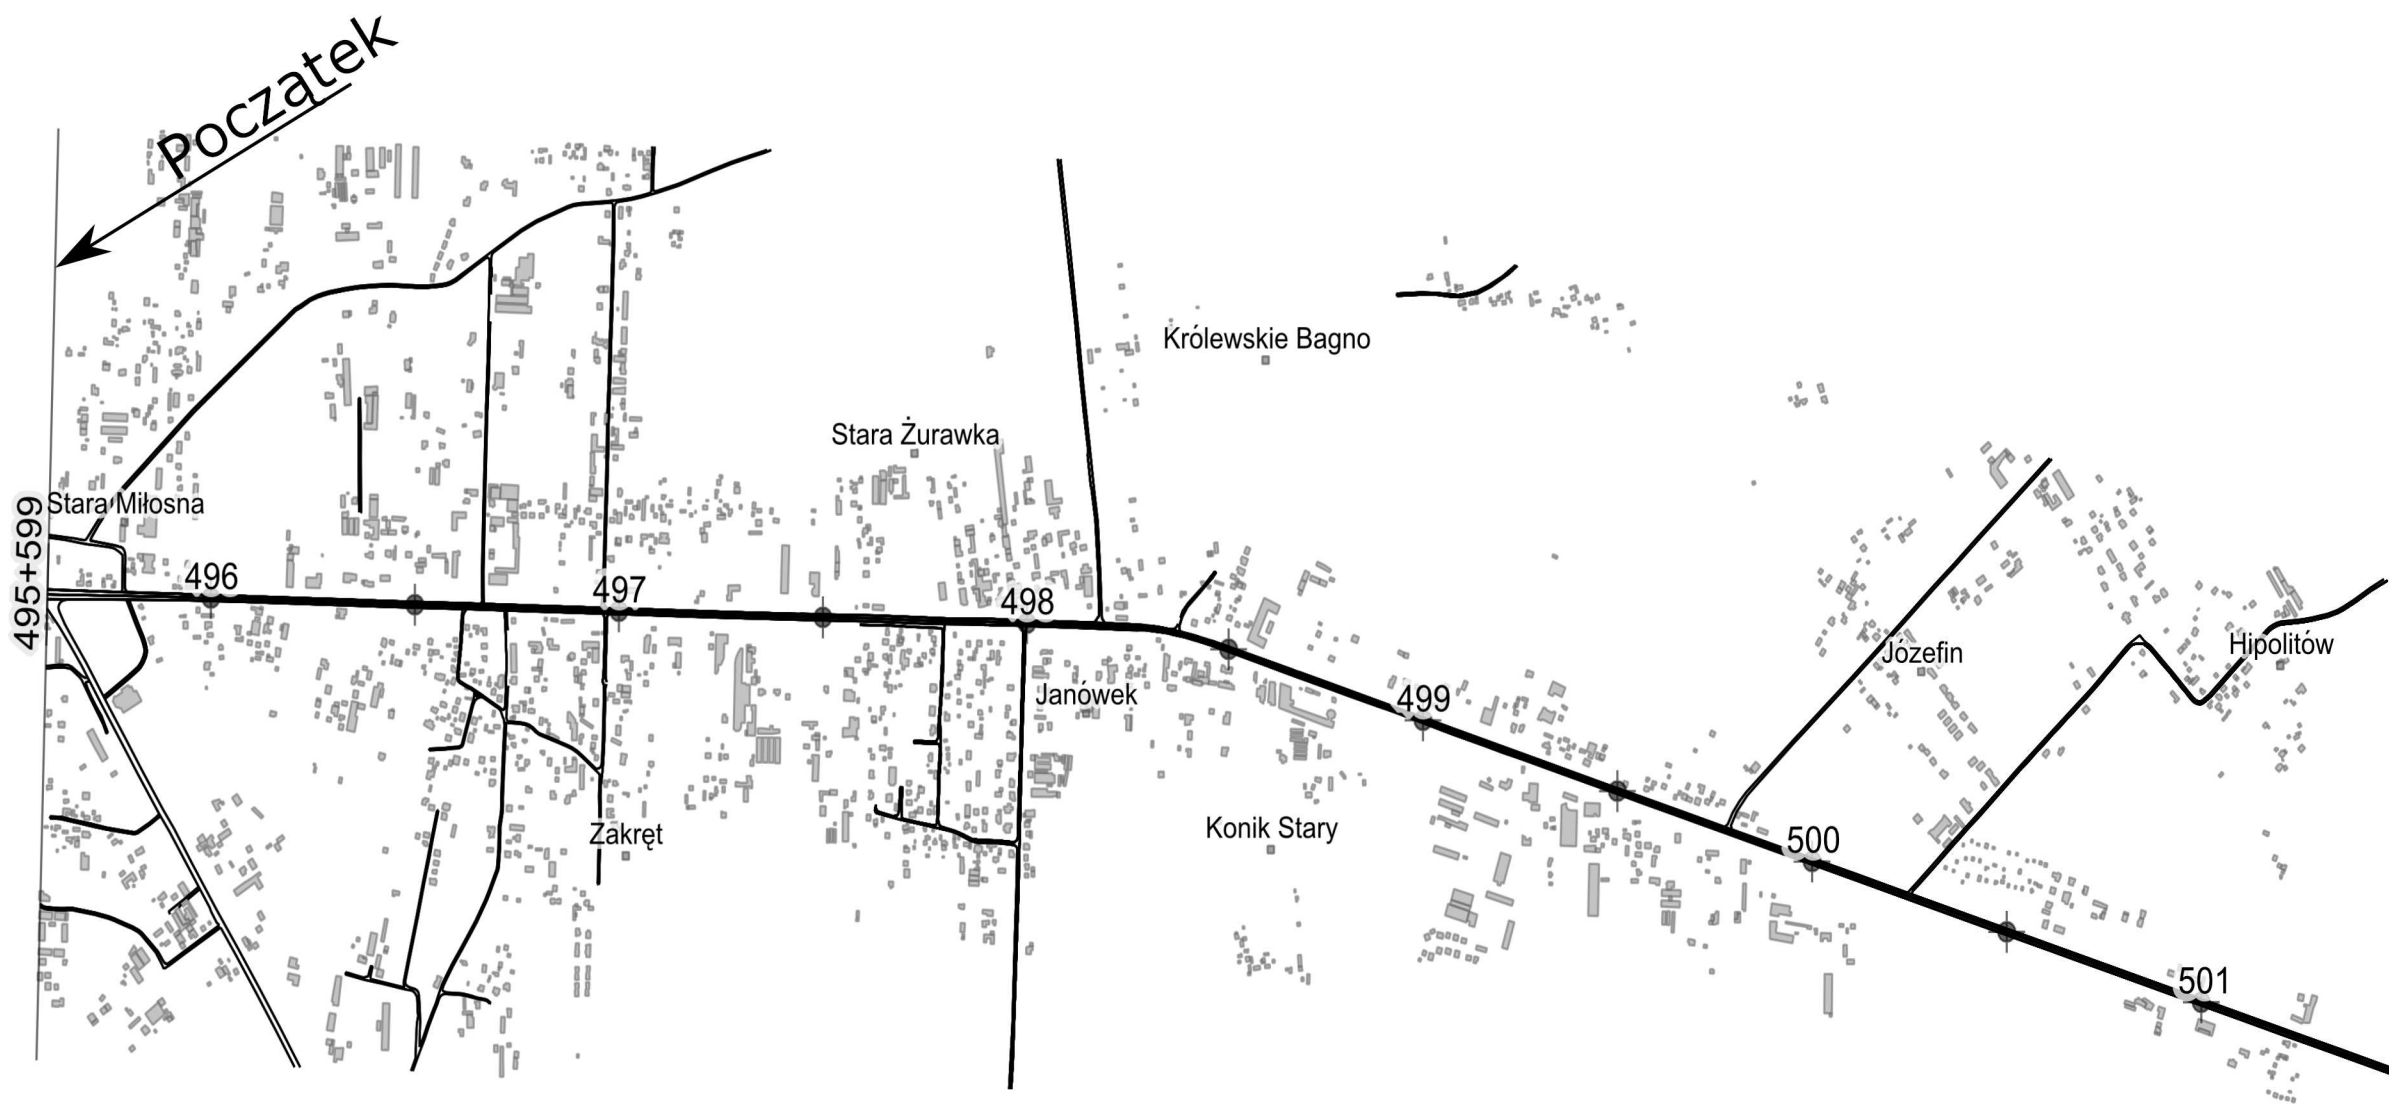 Początek
Królewskie Bagno
Stara Żurawka
Stara Miłosna
495+599
496
497
498
Józefin
Hipolitów
Janówek
499
Zakręt
Konik Stary
500
501